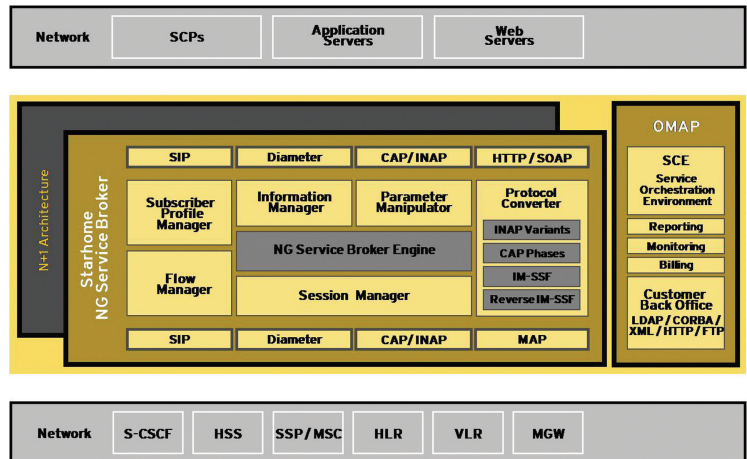 Network
SCPs
Application
Servers
Web
Servers
N+1 Architecture
Starhome
NG Service Broker
SIP
Diameter
CAP/INAP
HTTP/SOAP
Subscriber
Profile
Manager
Information
Manager
Parameter
Manipulator
Protocol
Converter
INAP Variants
CAP Phases
IM-SSF
Reverse IM-SSF
NG Service Broker Engine
Flow
Manager
Session Manager
SIP
Diameter
CAP/INAP
MAP
OMAP
SCE
Service
Orchestration
Environment
Reporting
Monitoring
Billing
Customer
Back Office
LDAP/CORBA/
XML/HTTP/FTP
Network
S-CSCF
HSS
SSP/MSC
HLR
VLR
MGW